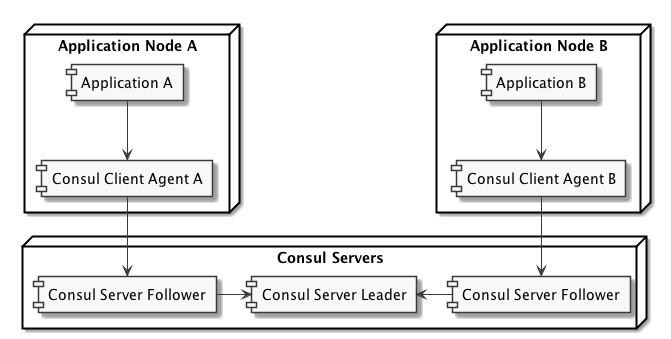 Application Node A
Application Node B
Application A
Application B
Consul Client Agent A
Consul Client Agent B
Consul Servers
Consul Server Follower
Consul Server Leader
Consul Server Follower